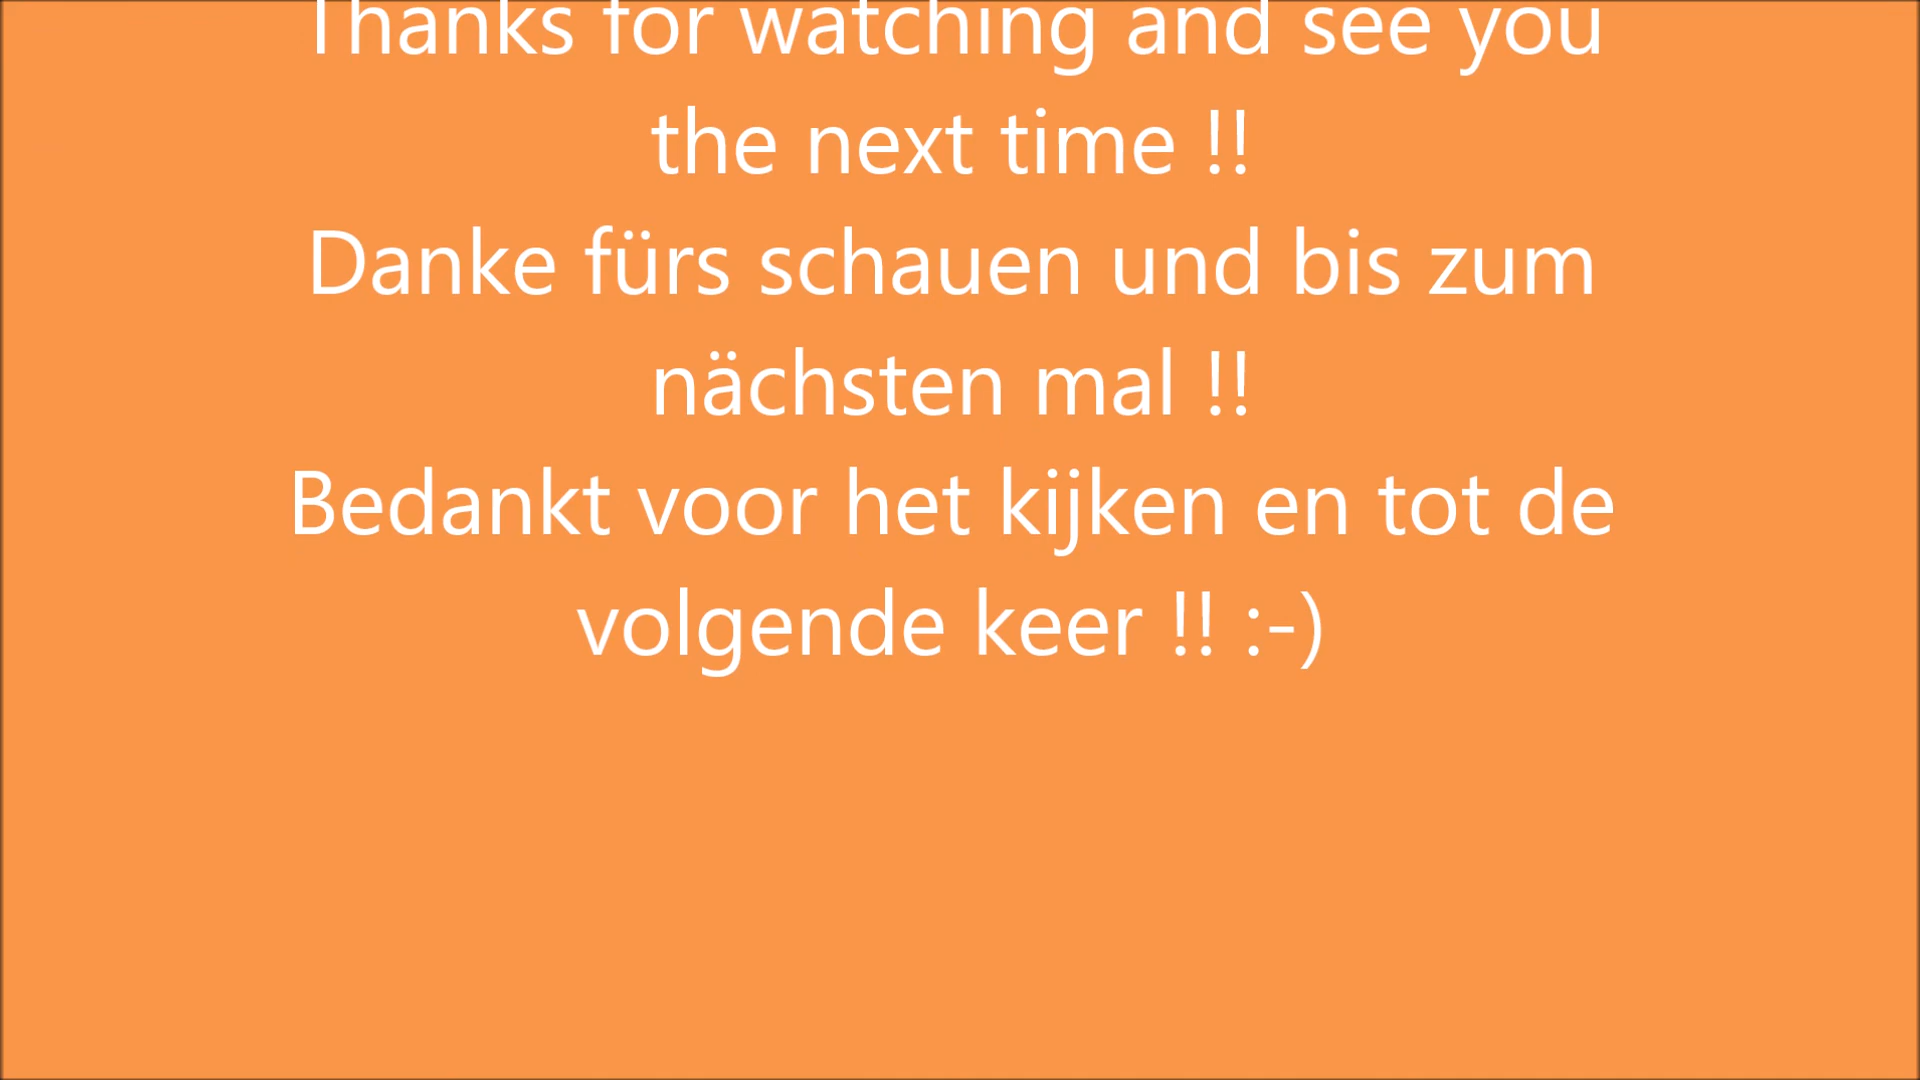 Thanks for watching and see you
the next time !!
Danke fürs schauen und bis zum
nächsten mal !!
Bedankt voor het kijken en tot de
volgende keer !! :-)